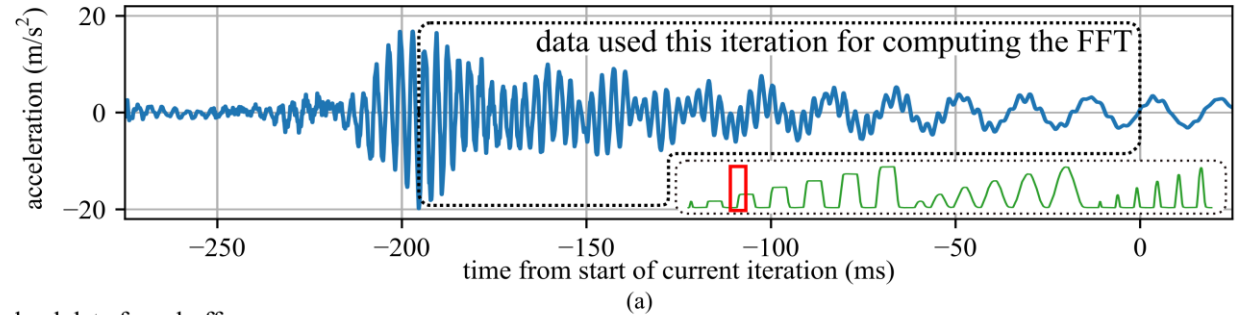 data used this iteration for computing the FFT
acceleration (m/s²)
20
0
−20
−250
−200
−150
−100
−50
0
time from start of current iteration (ms)
(a)